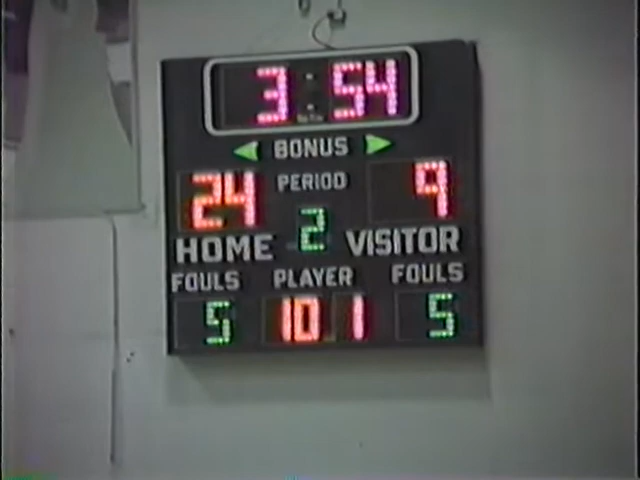 3:54
BONUS
24 PERIOD 9
2
HOME VISITOR
FOULS PLAYER FOULS
5 10 1 5